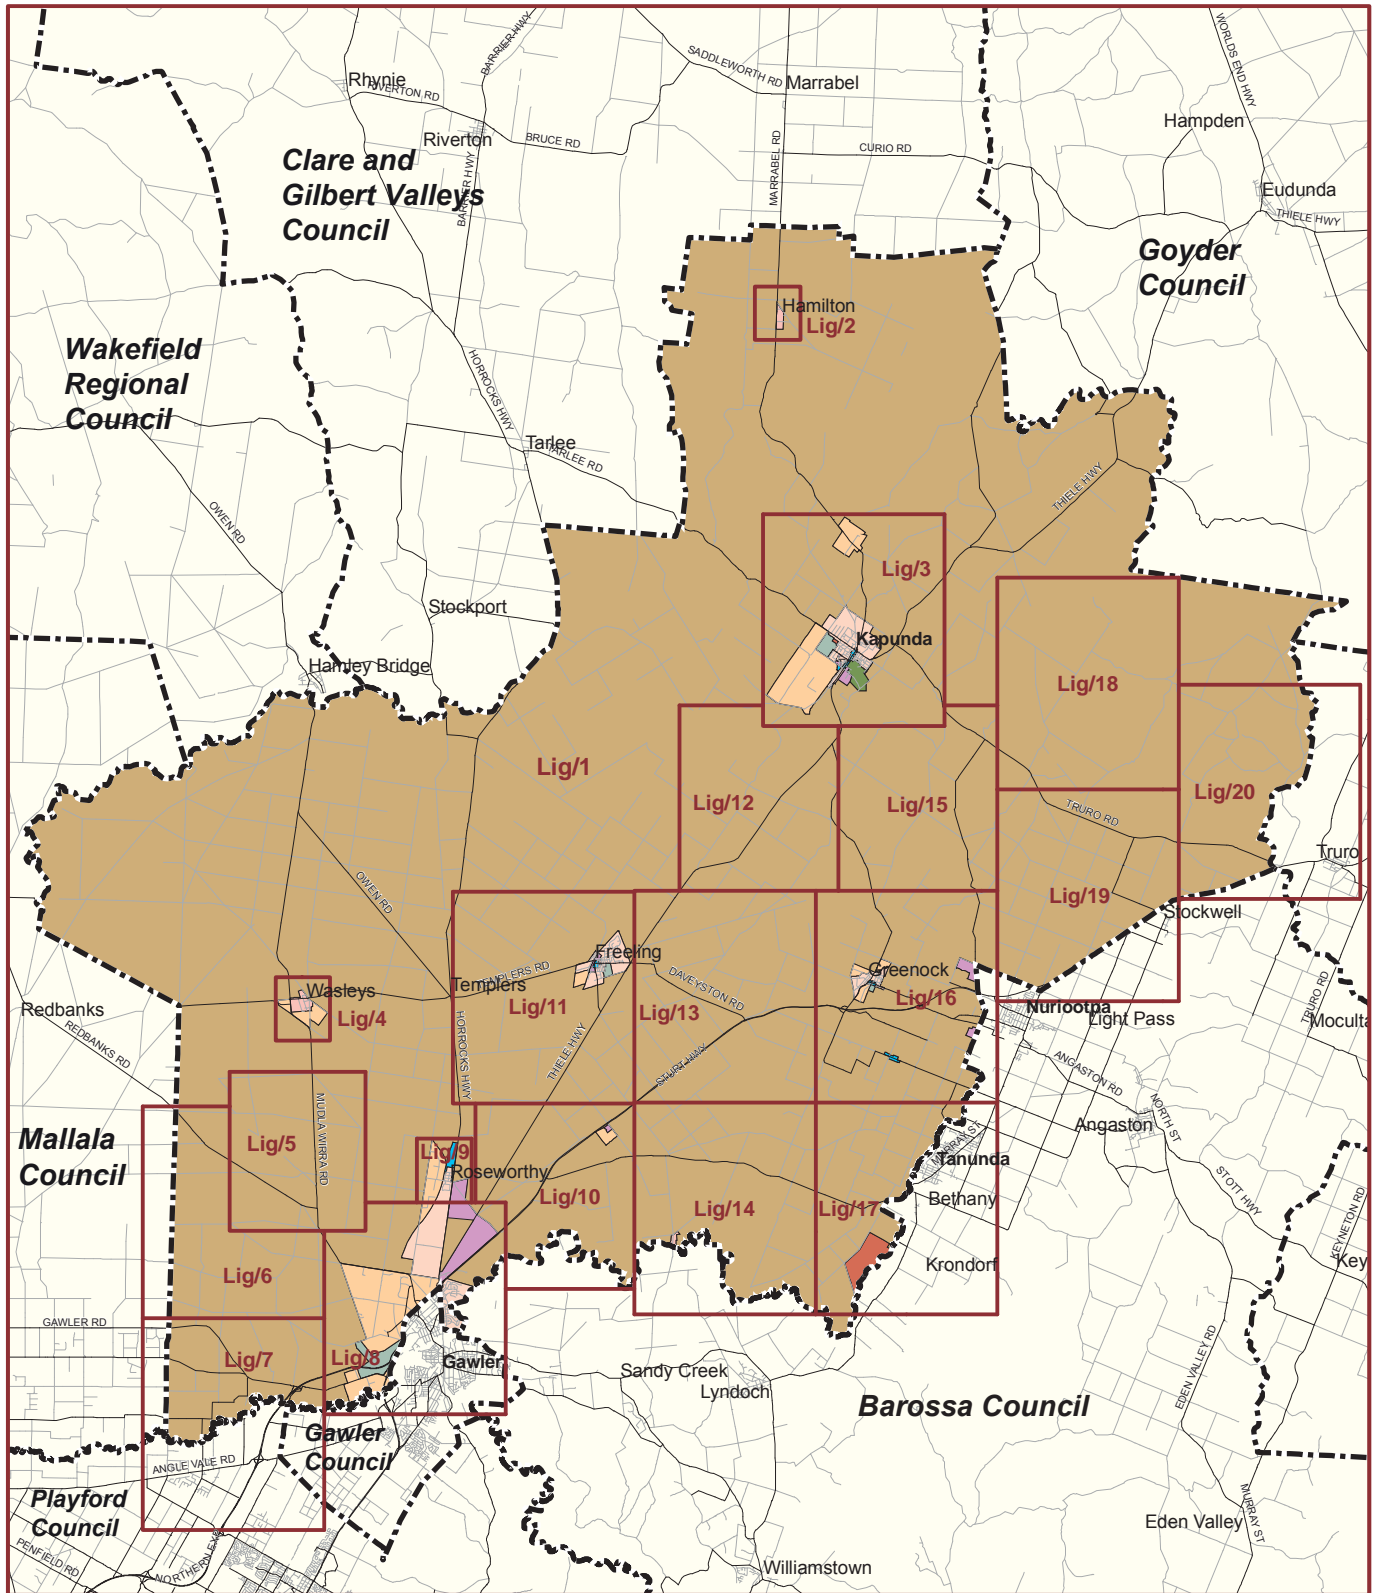 WORLDS END HWY
BARRIER HWY
SADDLEWORTH RD
Marrabel
Rhynie
RIVERTON RD
Hampden
Riverton
BRUCE RD
CURIO RD
MARRABEL RD
Clare and
Gilbert Valleys
Council
BARRIER HWY
Eudunda
THIELE HWY
Goyder
Council
Hamilton
Lig/2
Wakefield
Regional
Council
HORROCKS HWY
Tarlee
TARLEE RD
THIELE HWY
OWEN RD
Lig/3
Stockport
Kapunda
Hamley Bridge
Lig/18
Lig/1
Lig/12
Lig/15
Lig/20
TRURO RD
Truro
OWEN RD
Lig/19
Stockwell
Freeling
TEMPLERS RD
Templers
DAVEYSTON RD
Greenock
Lig/16
Wasleys
Lig/4
Lig/11
Lig/13
Redbanks
REDBANKS RD
Nuriootpa
Light Pass
TRURO RD
Moculta
HORROCKS HWY
THIELE HWY
STURT HWY
ANGASTON RD
Mallala
Council
Lig/5
MUDLA WIRRA RD
Lig/9
Roseworthy
NORTH ST
Angaston
MURRAY ST
Tanunda
Bethany
STOTT HWY
Lig/10
Lig/14
Lig/17
KEYNETON RD
Key
Krondorf
Lig/6
GAWLER RD
Lig/7
Lig/8
Gawler
Sandy Creek
Lyndoch
EDEN VALLEY RD
Barossa Council
Gawler
Council
ANGLE VALE RD
Playford
Council
PENFIELD RD
NORTHERN EXP
MURRAY ST
Eden Valley
Williamstown